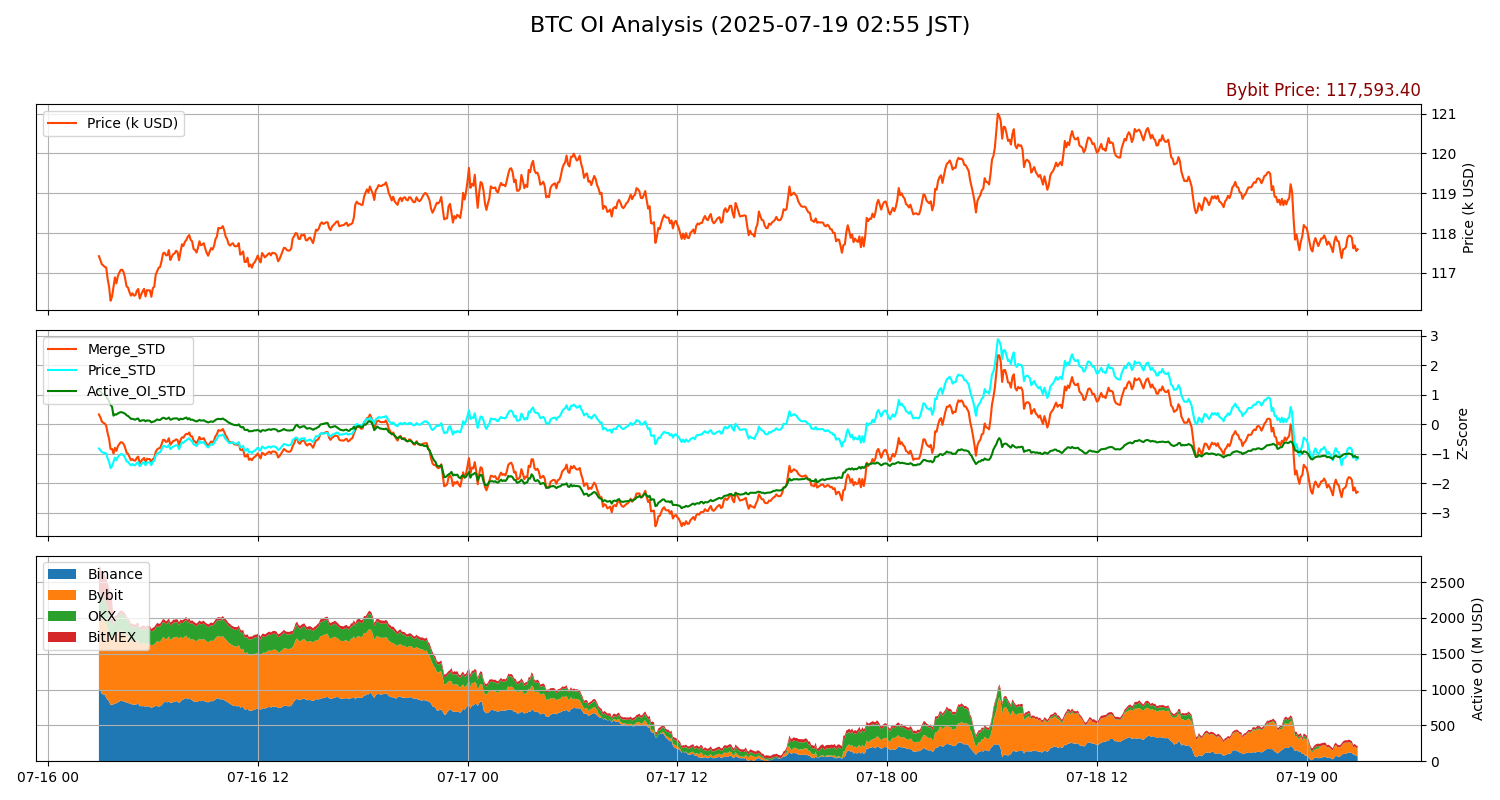 BTC OI Analysis (2025-07-19 02:55 JST)
Bybit Price: 117,593.40
Price (k USD)
121
120
119
118
117
Price (k USD)
Merge_STD
Price_STD
Active_OI_STD
3
2
1
0
−1
−2
−3
Z-Score
Binance
Bybit
OKX
BitMEX
2500
2000
1500
1000
500
0
Active OI (M USD)
07-16 00
07-16 12
07-17 00
07-17 12
07-18 00
07-18 12
07-19 00